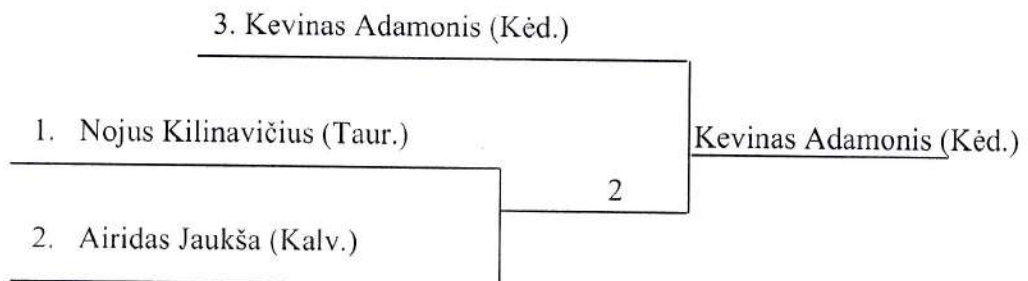 3. Kevinas Adamonis (Kėd.)
1. Nojus Kilinavičius (Taur.)
Kevinas Adamonis (Kėd.)
2
2. Airidas Jaukša (Kalv.)